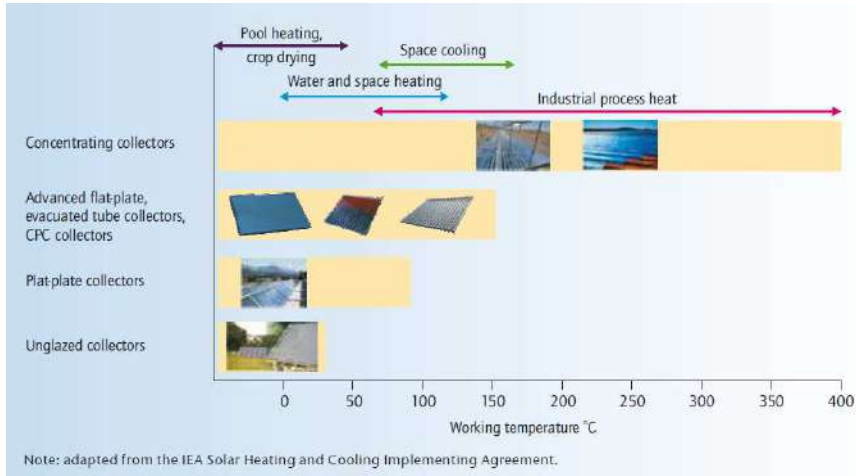 Pool heating,
crop drying
Space cooling
Water and space heating
Industrial process heat
Concentrating collectors
Advanced flat-plate,
evacuated tube collectors,
CPC collectors
Plat-plate collectors
Unglazed collectors
0 50 100 150 200 250 300 350 400
Working temperature °C
Note: adapted from the IEA Solar Heating and Cooling Implementing Agreement.